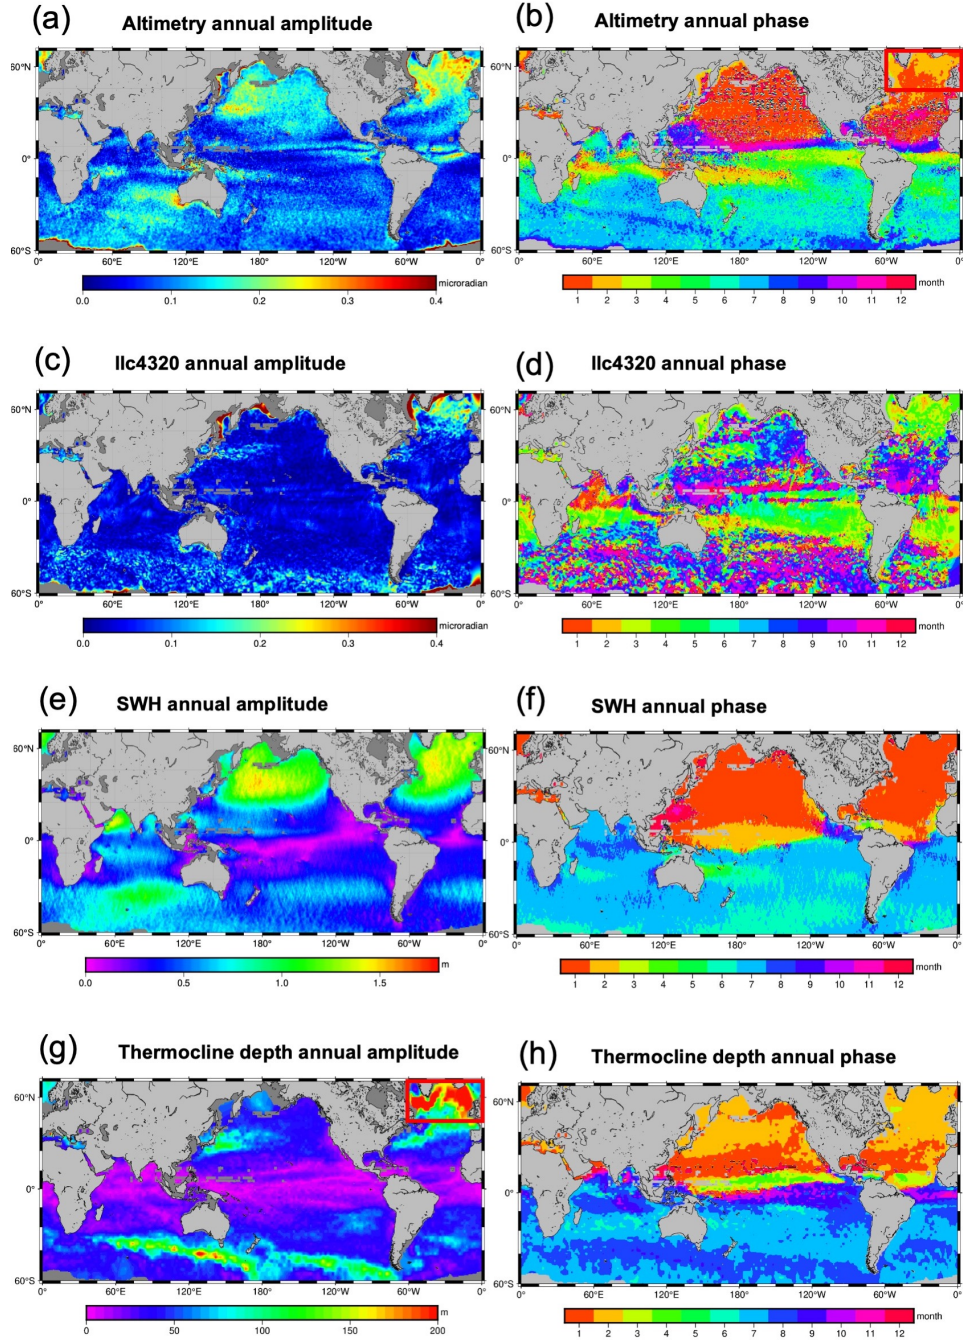 (a) Altimetry annual amplitude
(b) Altimetry annual phase
60°N
0°
60°S
0° 60°E 120°E 180° 120°W 60°W 0°
microradian
0.0 0.1 0.2 0.3 0.4
60°N
0°
60°S
0° 60°E 120°E 180° 120°W 60°W 0°
month
1 2 3 4 5 6 7 8 9 10 11 12
(c) llc4320 annual amplitude
(d) llc4320 annual phase
60°N
0°
60°S
0° 60°E 120°E 180° 120°W 60°W 0°
microradian
0.0 0.1 0.2 0.3 0.4
60°N
0°
60°S
0° 60°E 120°E 180° 120°W 60°W 0°
month
1 2 3 4 5 6 7 8 9 10 11 12
(e) SWH annual amplitude
(f) SWH annual phase
60°N
0°
60°S
0° 60°E 120°E 180° 120°W 60°W 0°
m
0.0 0.5 1.0 1.5
60°N
0°
60°S
0° 60°E 120°E 180° 120°W 60°W 0°
month
1 2 3 4 5 6 7 8 9 10 11 12
(g) Thermocline depth annual amplitude
(h) Thermocline depth annual phase
60°N
0°
60°S
0° 60°E 120°E 180° 120°W 60°W 0°
m
0 50 100 150 200
60°N
0°
60°S
0° 60°E 120°E 180° 120°W 60°W 0°
month
1 2 3 4 5 6 7 8 9 10 11 12